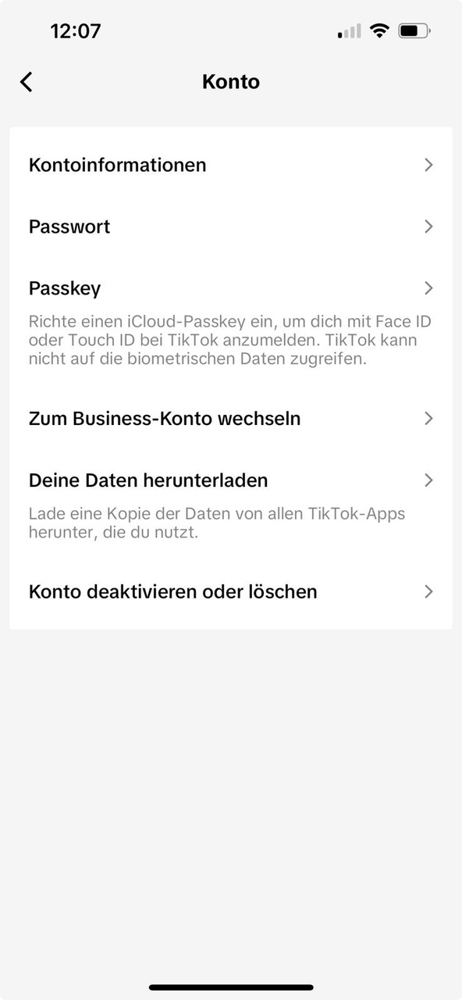 12:07
Konto
Kontoinformationen
Passwort
Passkey
Richte einen iCloud-Passkey ein, um dich mit Face ID
oder Touch ID bei TikTok anzumelden. TikTok kann
nicht auf die biometrischen Daten zugreifen.
Zum Business-Konto wechseln
Deine Daten herunterladen
Lade eine Kopie der Daten von allen TikTok-Apps
herunter, die du nutzt.
Konto deaktivieren oder löschen